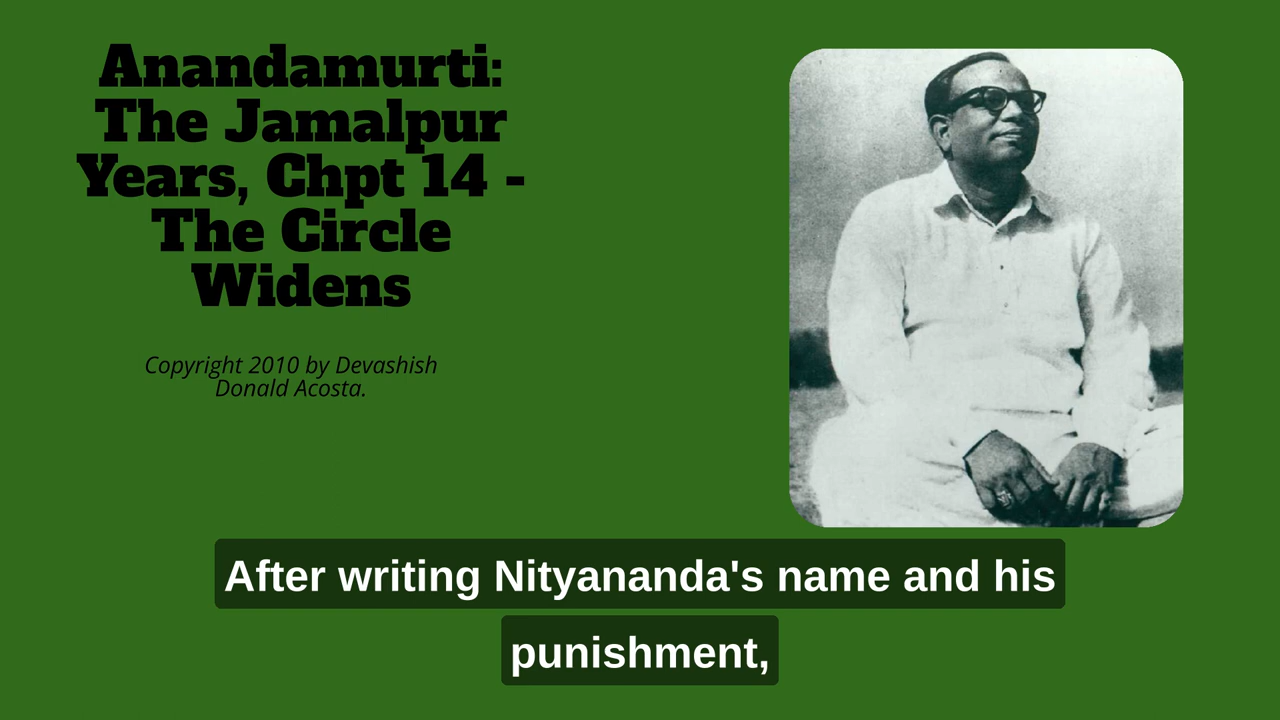 Anandamurti:
The Jamalpur
Years, Chpt 14 -
The Circle
Widens
Copyright 2010 by Devashish
Donald Acosta.
After writing Nityananda's name and his
punishment,